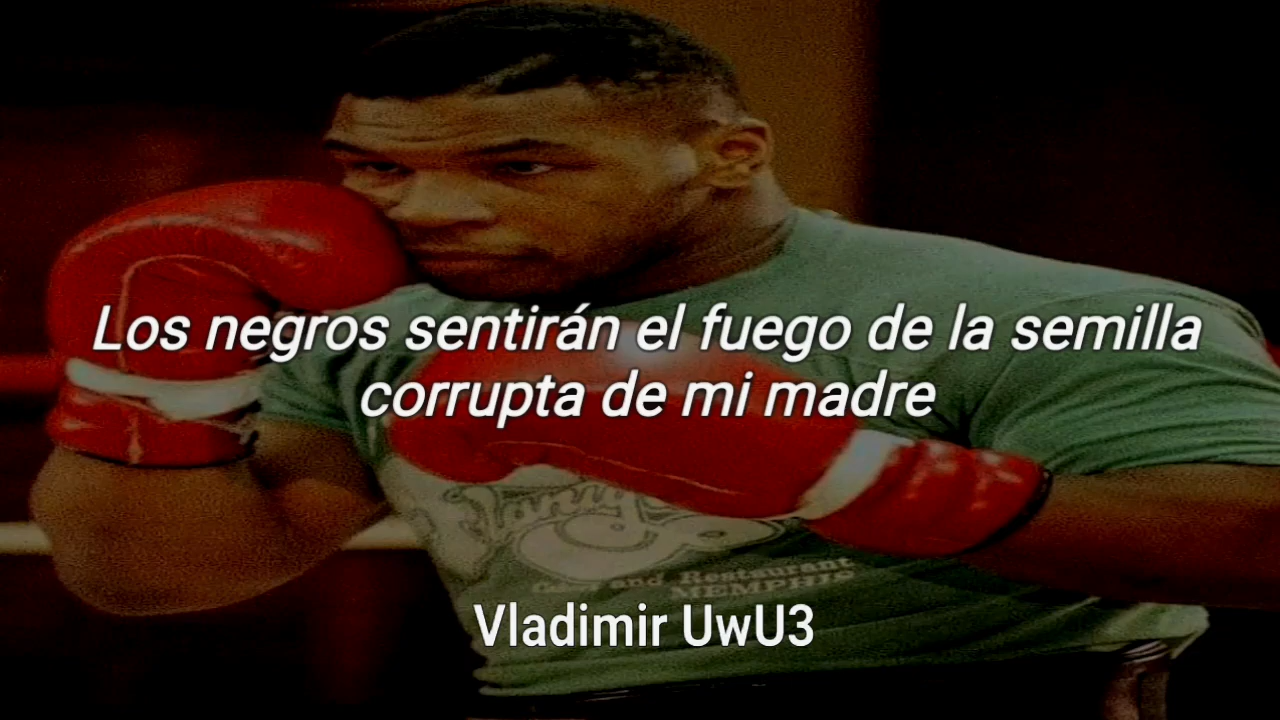 Los negros sentirán el fuego de la semilla
corrupta de mi madre
and Restaurant
MEMPHIS
Vladimir UwU3